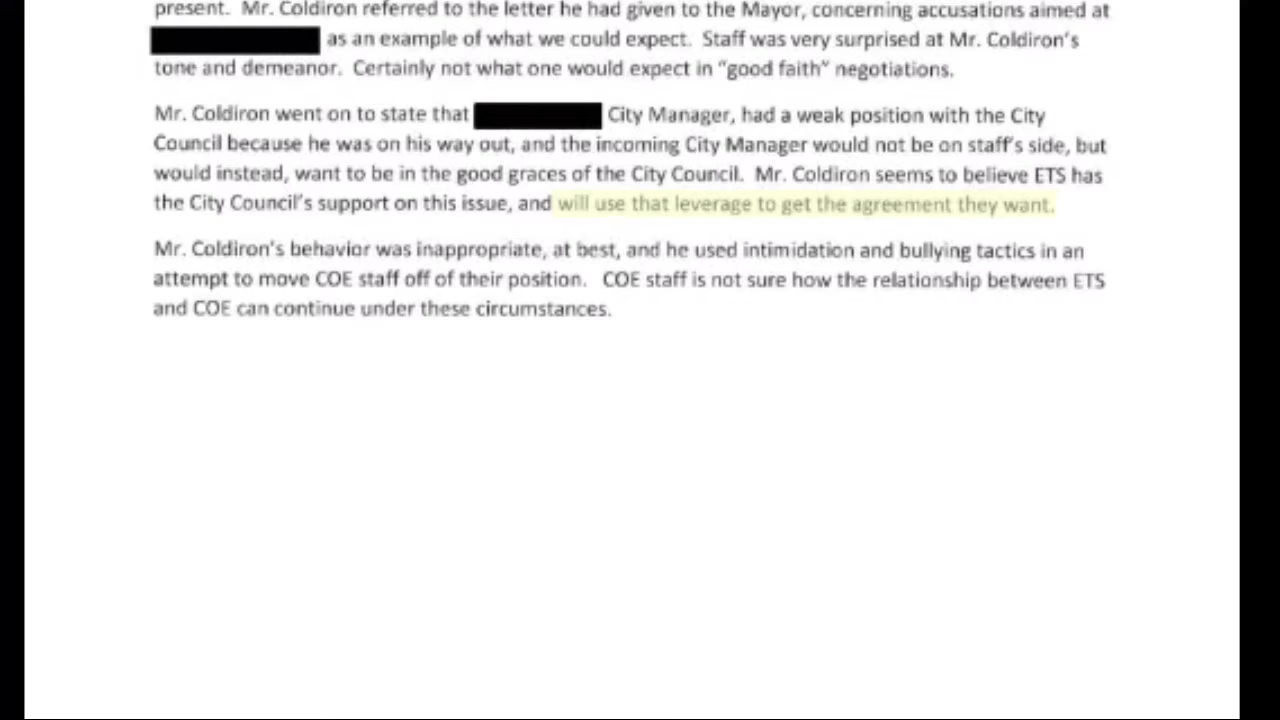 present. Mr. Coldiron referred to the letter he had given to the Mayor, concerning accusations aimed at
as an example of what we could expect. Staff was very surprised at Mr. Coldiron's
tone and demeanor. Certainly not what one would expect in “good faith” negotiations.
Mr. Coldiron went on to state that City Manager, had a weak position with the City
Council because he was on his way out, and the incoming City Manager would not be on staff's side, but
would instead, want to be in the good graces of the City Council. Mr. Coldiron seems to believe ETS has
the City Council's support on this issue, and will use that leverage to get the agreement they want.
Mr. Coldiron's behavior was inappropriate, at best, and he used intimidation and bullying tactics in an
attempt to move COE staff off of their position. COE staff is not sure how the relationship between ETS
and COE can continue under these circumstances.